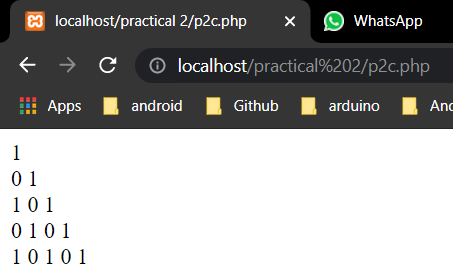 localhost/practical 2/p2c.php
WhatsApp
localhost/practical%202/p2c.php
Apps android Github arduino And
1
0 1
1 0 1
0 1 0 1
1 0 1 0 1